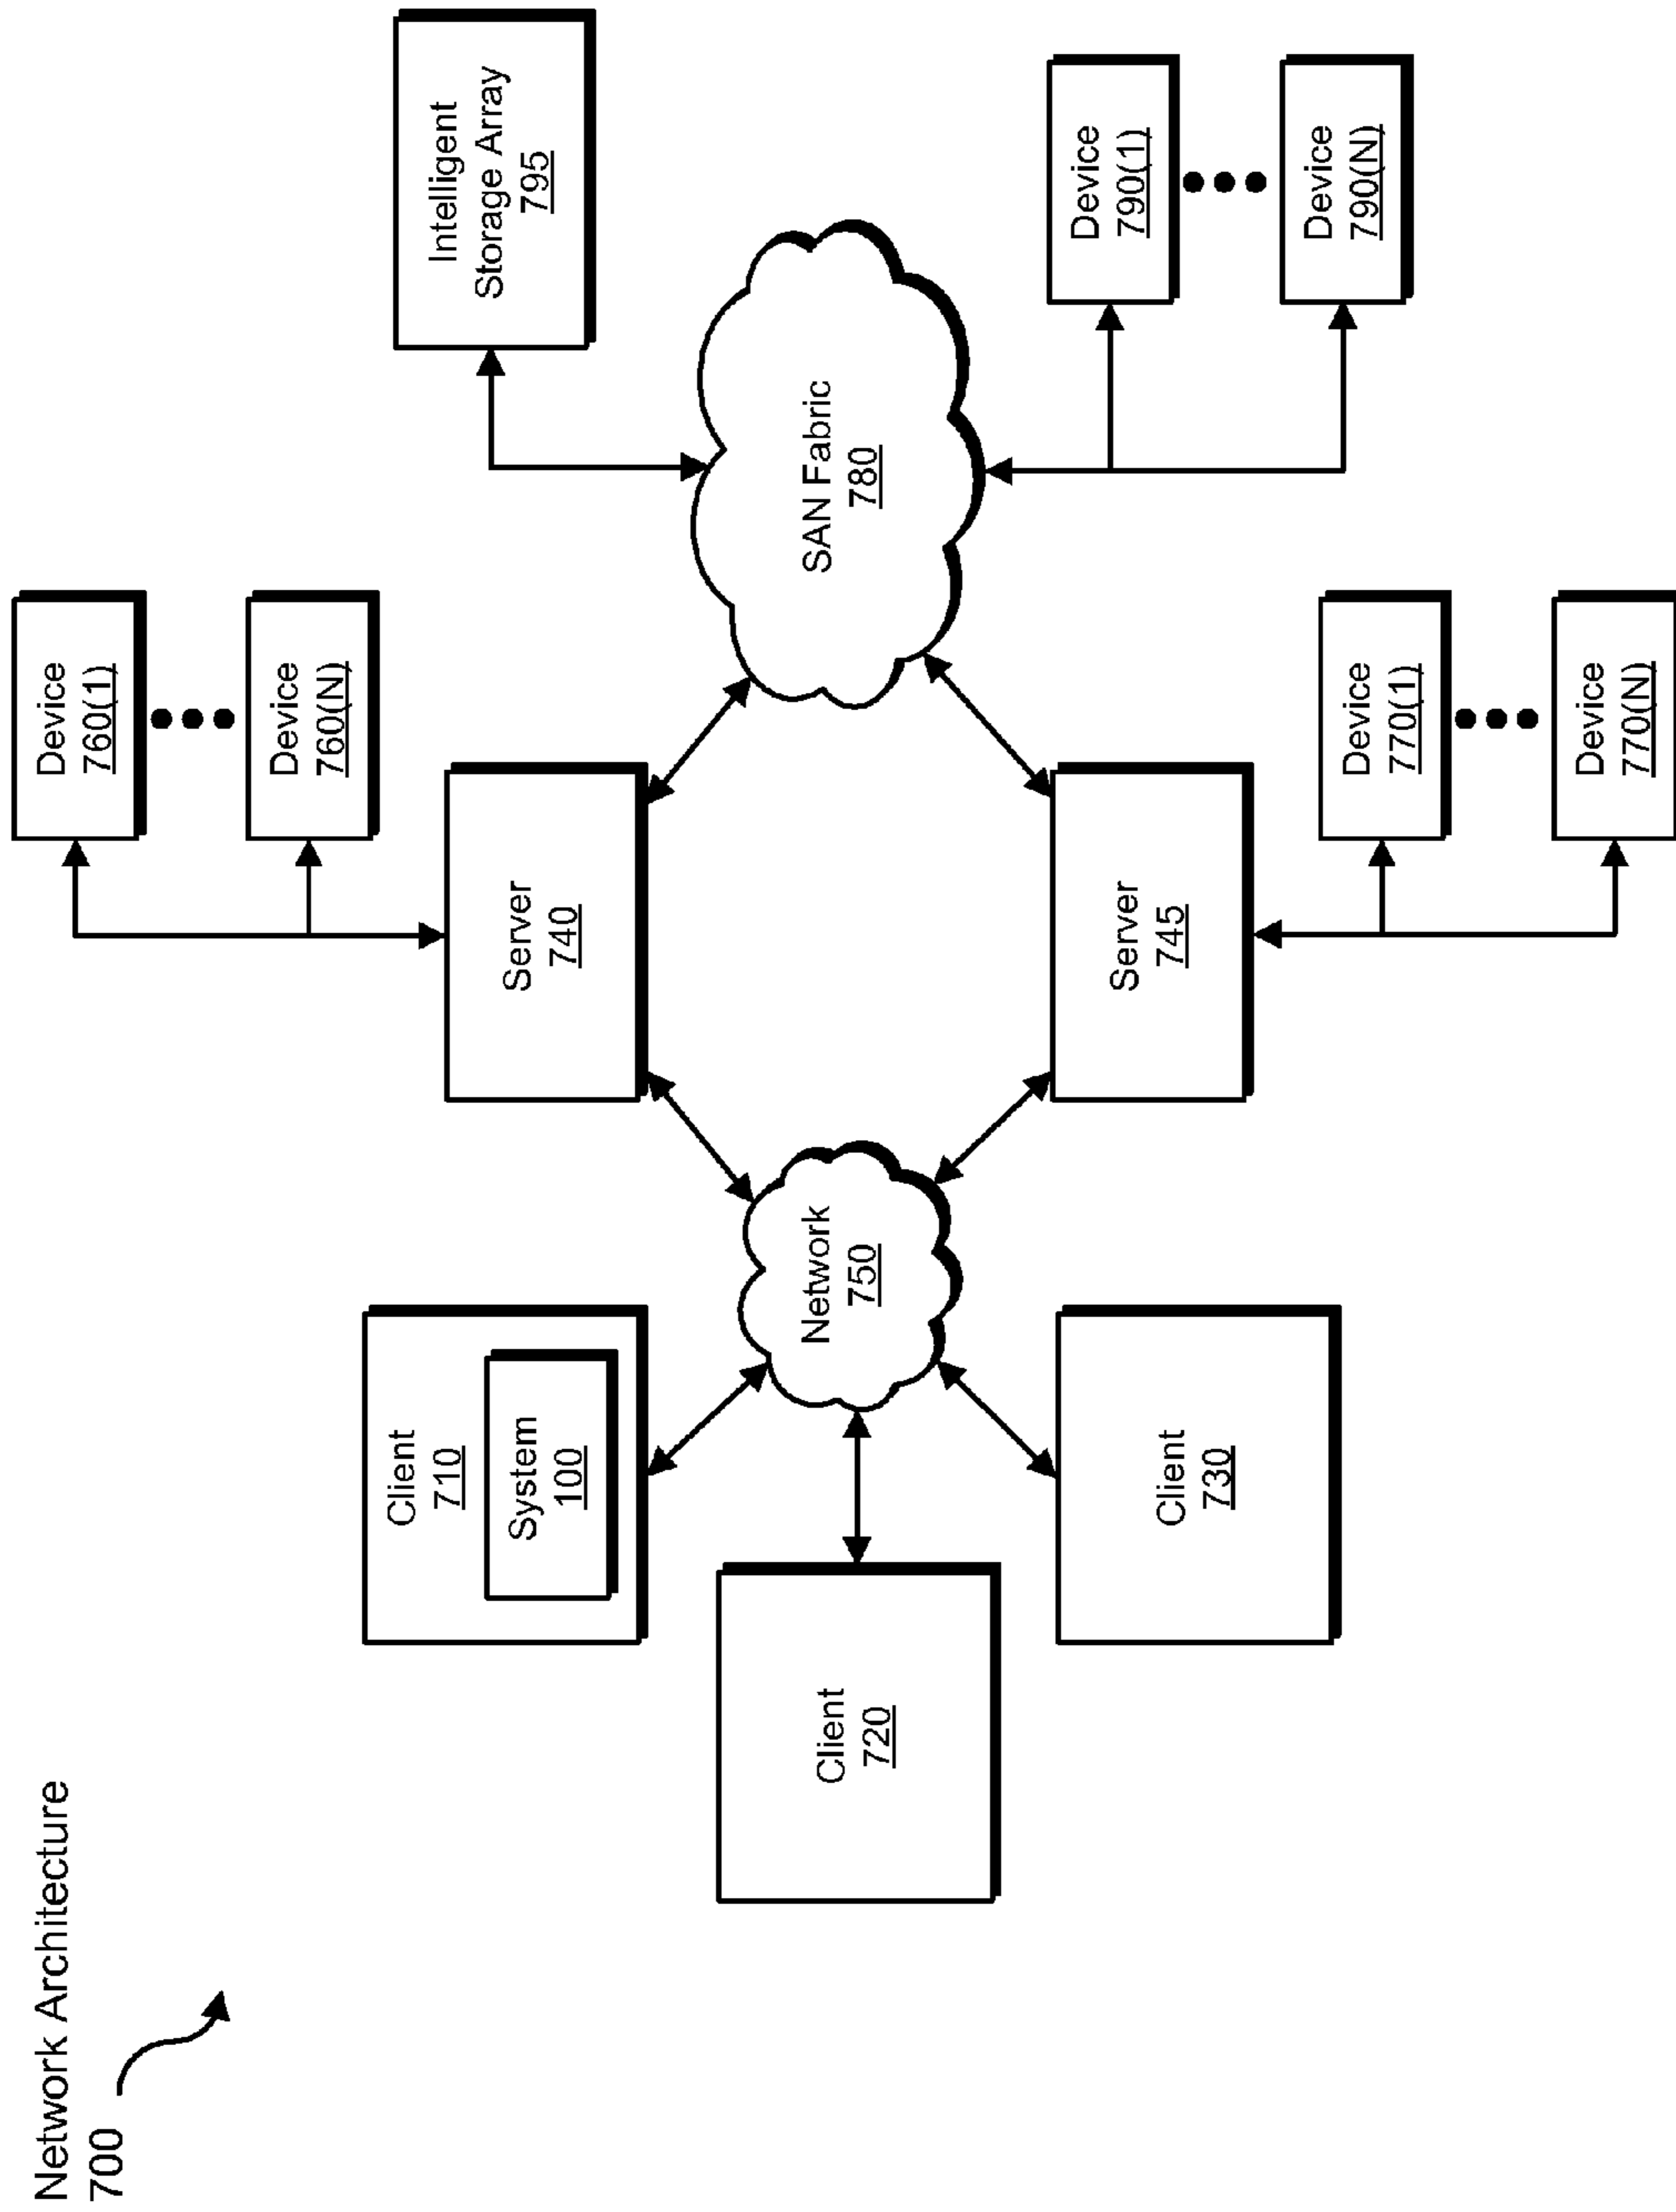 Network Architecture
700
Client
710
System
100
Client
720
Client
730
Network
750
Device
760(1)
Device
760(N)
Server
740
Server
745
Device
770(1)
Device
770(N)
SAN Fabric
780
Intelligent
Storage Array
795
Device
790(1)
Device
790(N)